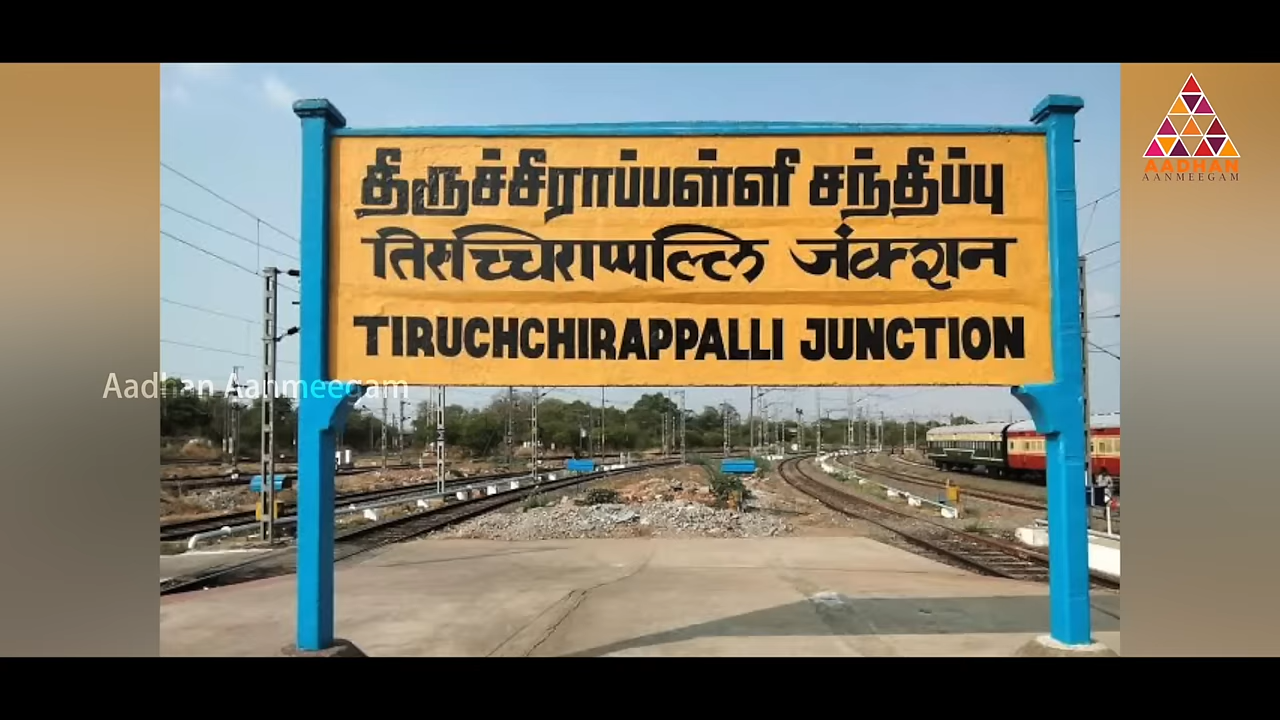 திருச்சிராப்பள்ளி சந்திப்பு
तिरुच्चिराप्पल्लि जंक्शन
TIRUCHCHIRAPPALLI JUNCTION
Aadhan Aanmeegam
AADHAN
AANMEEGAM